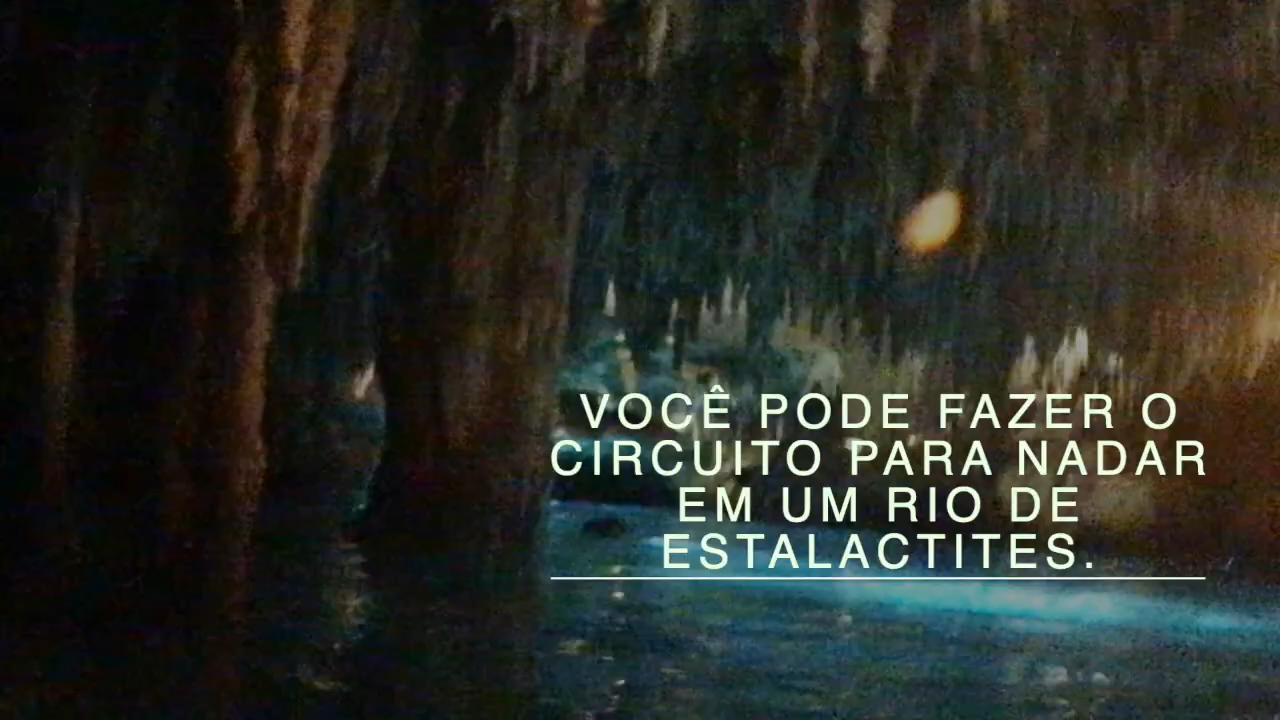 VOCÊ PODE FAZER O
CIRCUITO PARA NADAR
EM UM RIO DE
ESTALACTITES.